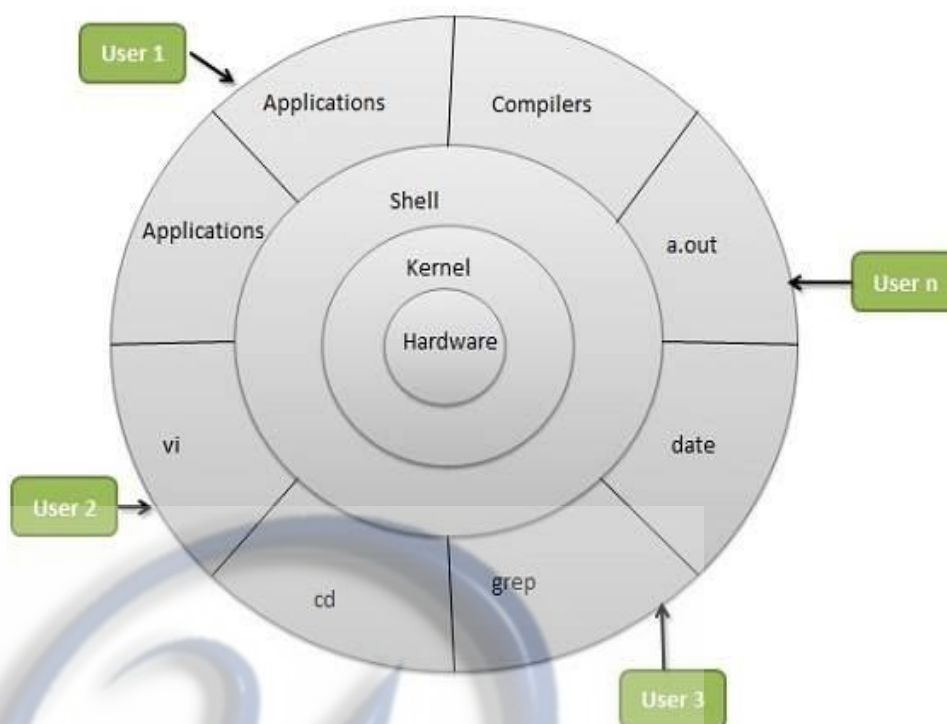 User 1
Applications
Compilers
Applications
Shell
a.out
Kernel
User n
Hardware
vi
date
User 2
cd
grep
User 3